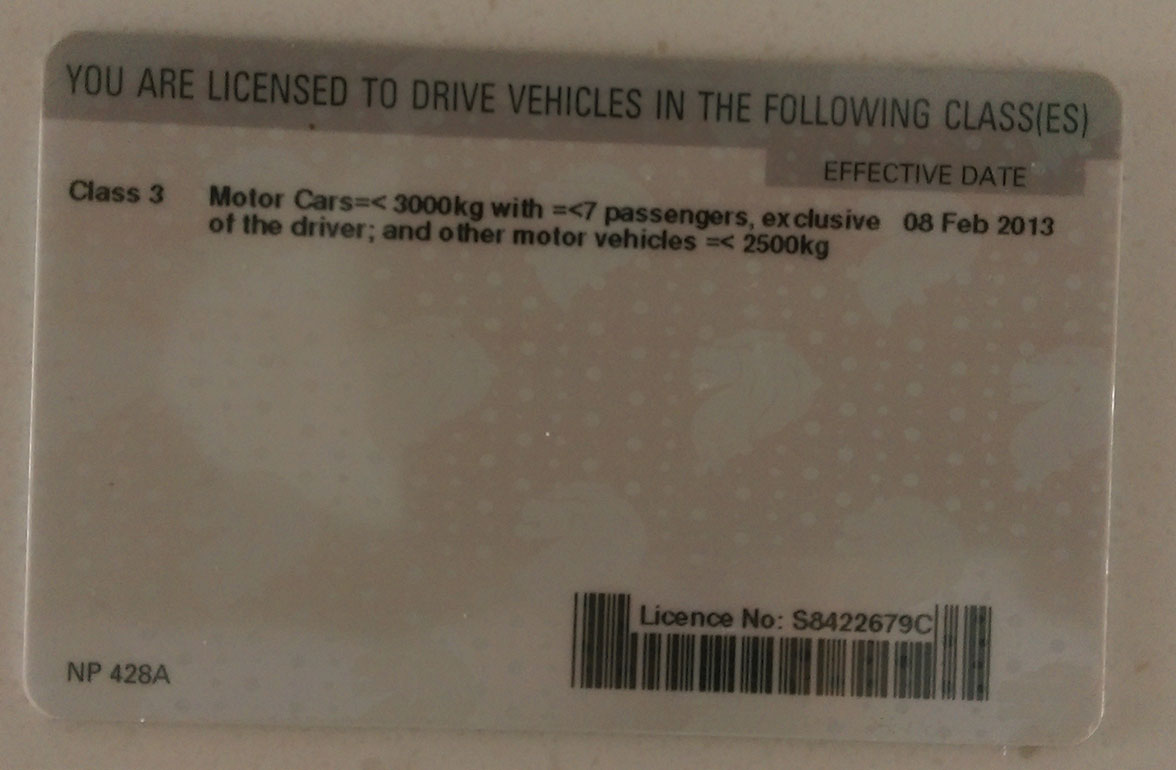 YOU ARE LICENSED TO DRIVE VEHICLES IN THE FOLLOWING CLASS(ES)
EFFECTIVE DATE
Class 3 Motor Cars=< 3000kg with =<7 passengers, exclusive 08 Feb 2013
of the driver; and other motor vehicles =< 2500kg
Licence No: S8422679C
NP 428A